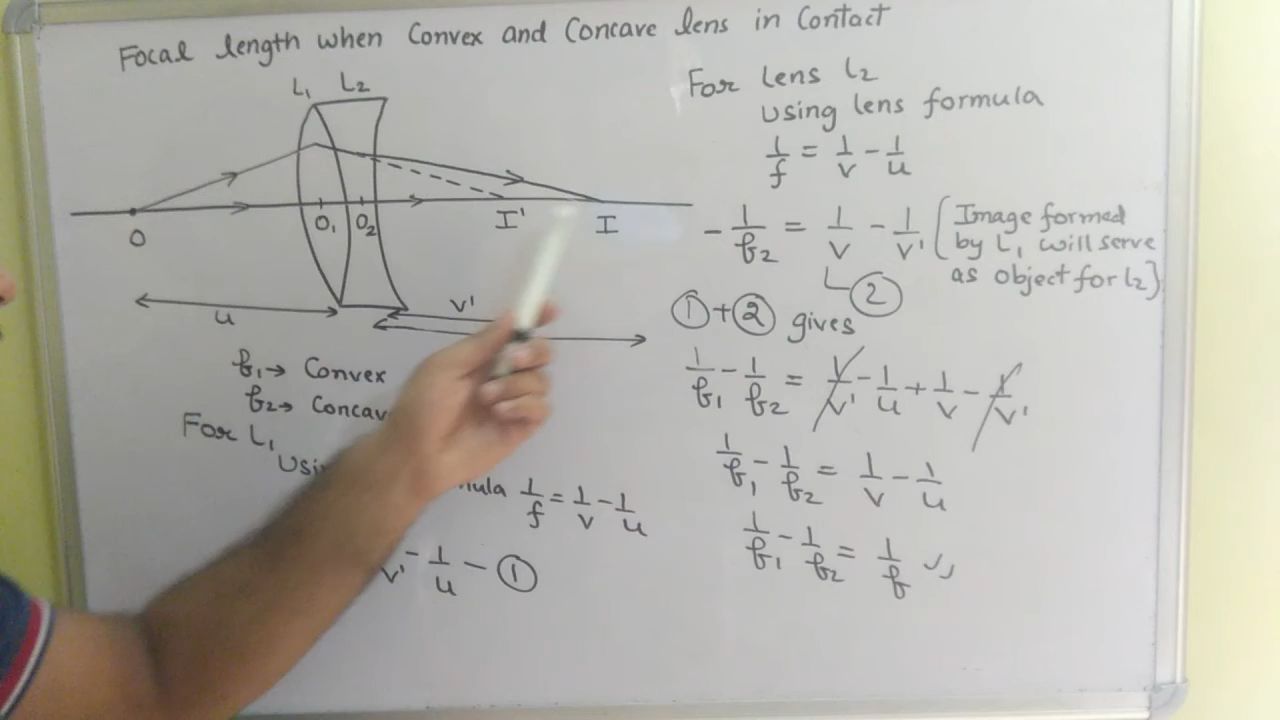 Focal length when Convex and Concave lens in Contact
L₁ L₂
O O₁ O₂ I' I
u v'
f₁→ Convex
f₂→
For L₁
1/f = 1/v - 1/u
v' - 1/u - ①
For Lens L₂
using lens formula
1/f = 1/v - 1/u
- 1/f₂ = 1/v - 1/v' (Image formed
by L₁ will serve
as object for L₂)
②
①+② gives
1/f₁ - 1/f₂ = 1/v' - 1/u + 1/v - 1/v'
1/f₁ - 1/f₂ = 1/v - 1/u
1/f₁ - 1/f₂ = 1/f